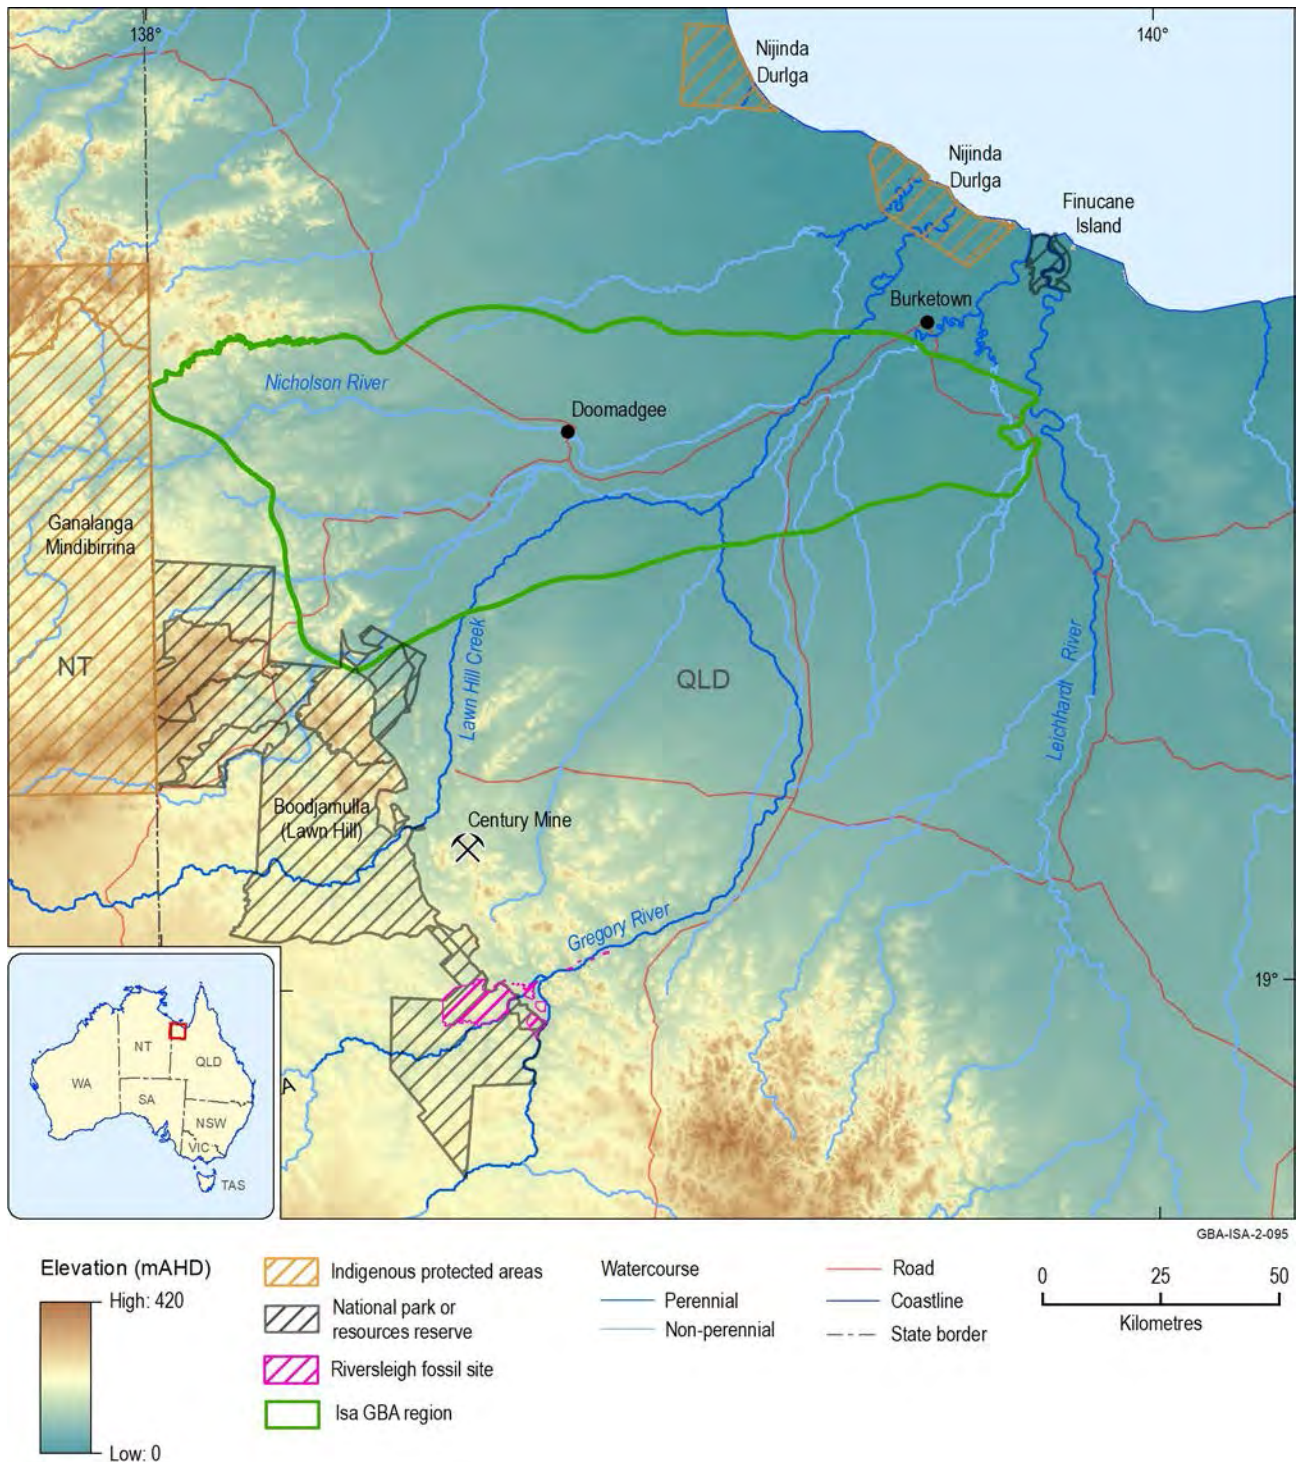 138°
140°
Nijinda
Durlga
Nijinda
Durlga
Finucane
Island
Burketown
Nicholson River
Doomadgee
Ganalanga
Mindibirrina
NT
Lawn Hill Creek
QLD
Leichhardt River
Boodjamulla
(Lawn Hill)
Century Mine
Gregory River
19°
A
NT
QLD
WA
SA
NSW
VIC
TAS
GBA-ISA-2-095
Elevation (mAHD)
High: 420
Low: 0
Indigenous protected areas
National park or
resources reserve
Riversleigh fossil site
Isa GBA region
Watercourse
Perennial
Non-perennial
Road
Coastline
State border
0 25 50
Kilometres